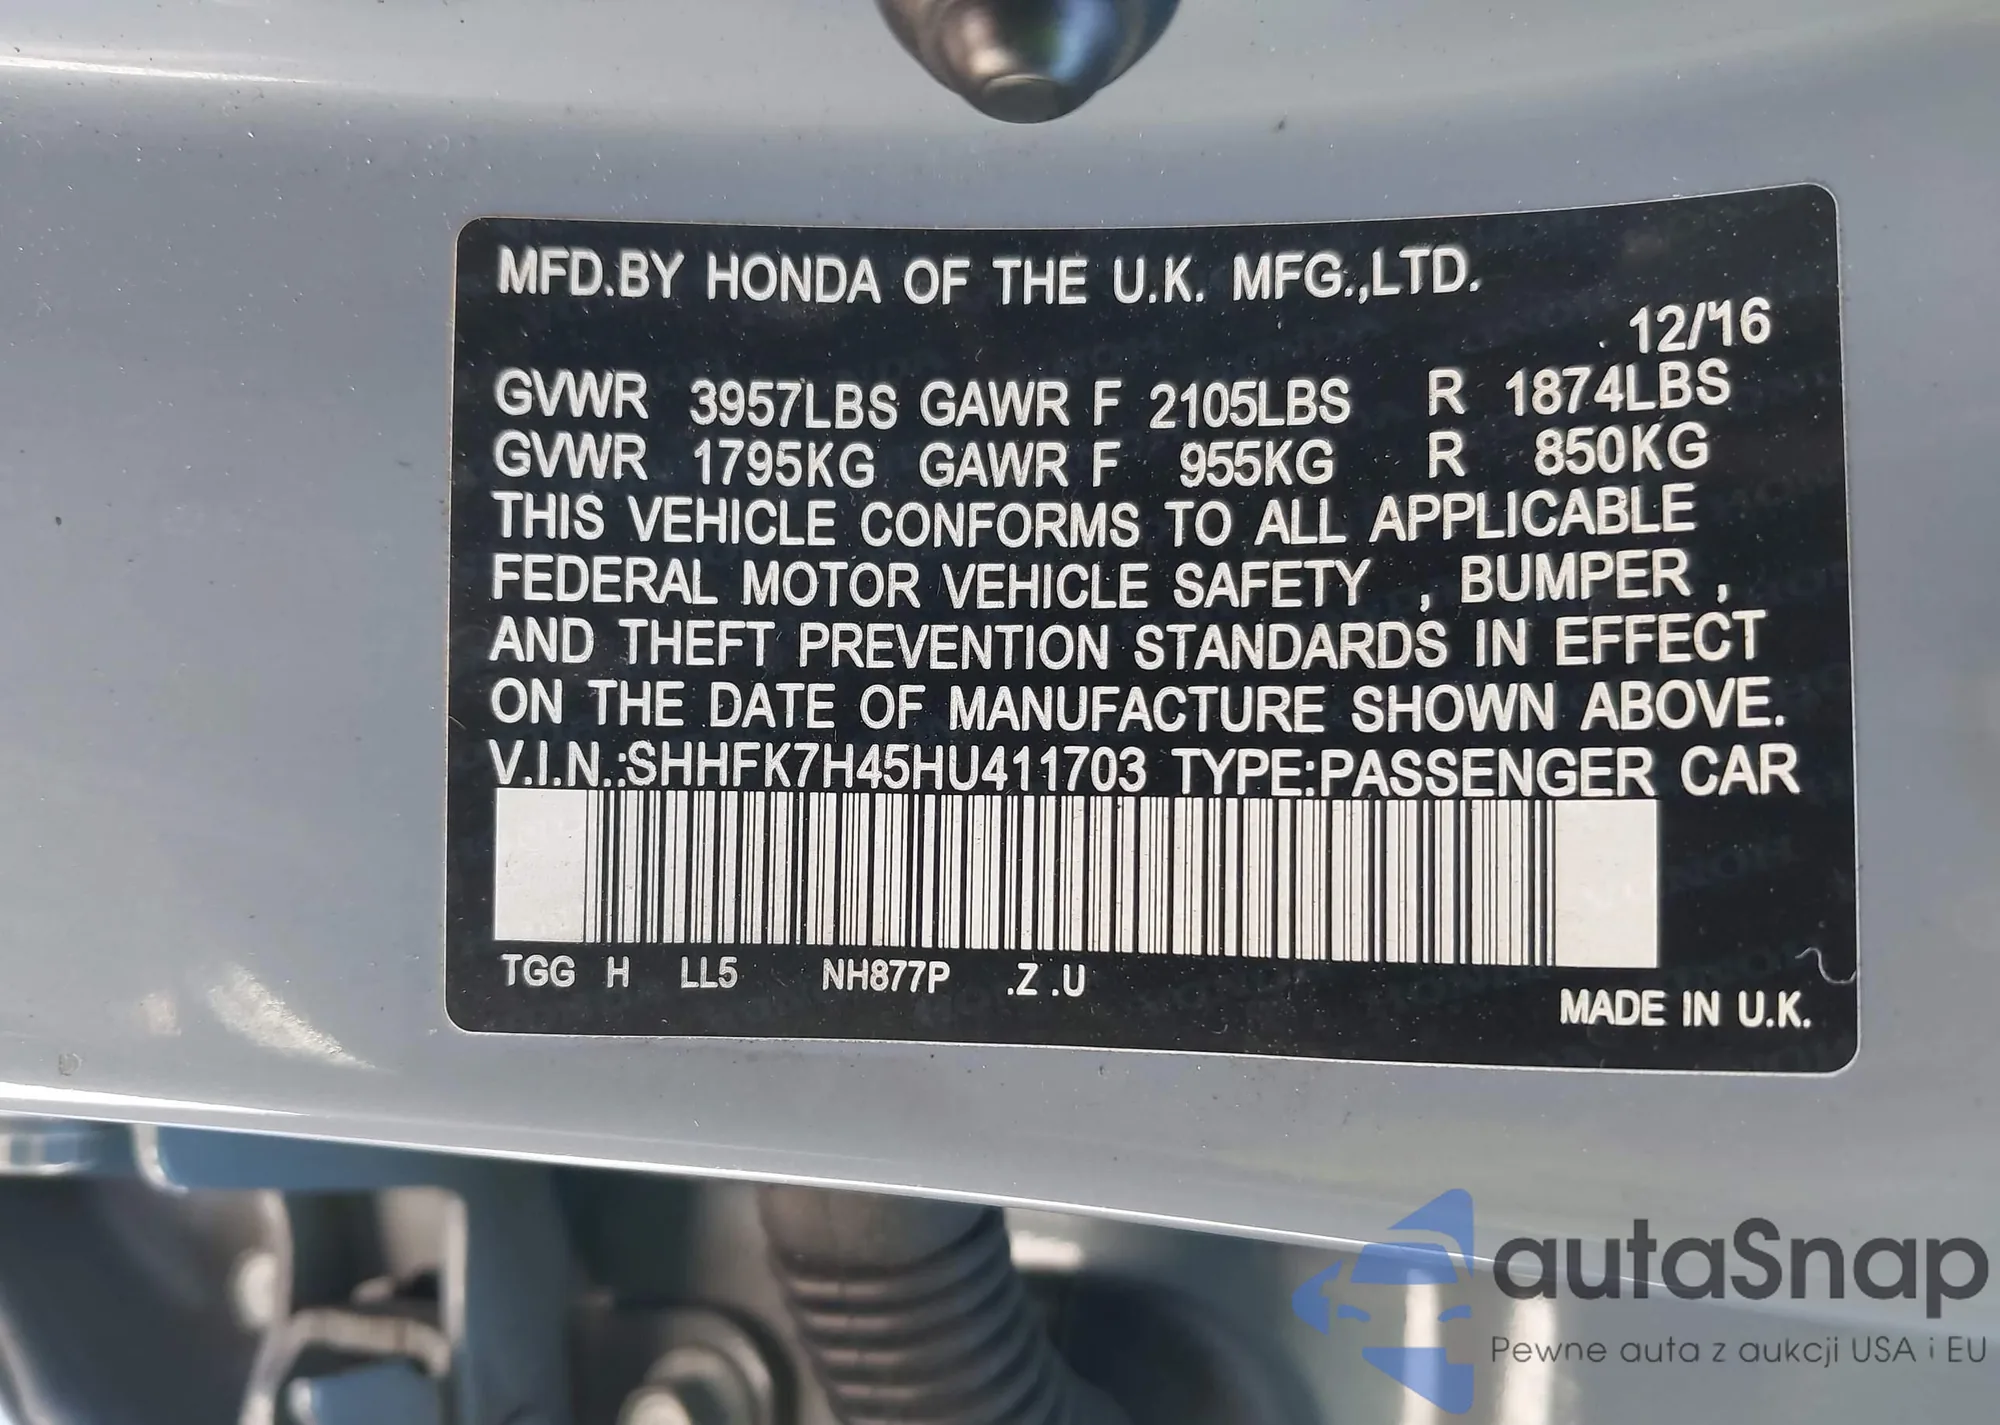 MFD.BY HONDA OF THE U.K. MFG.,LTD.
12/16
GVWR 3957LBS GAWR F 2105LBS R 1874LBS
GVWR 1795KG GAWR F 955KG R 850KG
THIS VEHICLE CONFORMS TO ALL APPLICABLE
FEDERAL MOTOR VEHICLE SAFETY , BUMPER ,
AND THEFT PREVENTION STANDARDS IN EFFECT
ON THE DATE OF MANUFACTURE SHOWN ABOVE.
V.I.N.:SHHFK7H45HU411703 TYPE:PASSENGER CAR
TGG H LL5 NH877P .Z .U
MADE IN U.K.
autaSnap
Pewne auta z aukcji USA i EU